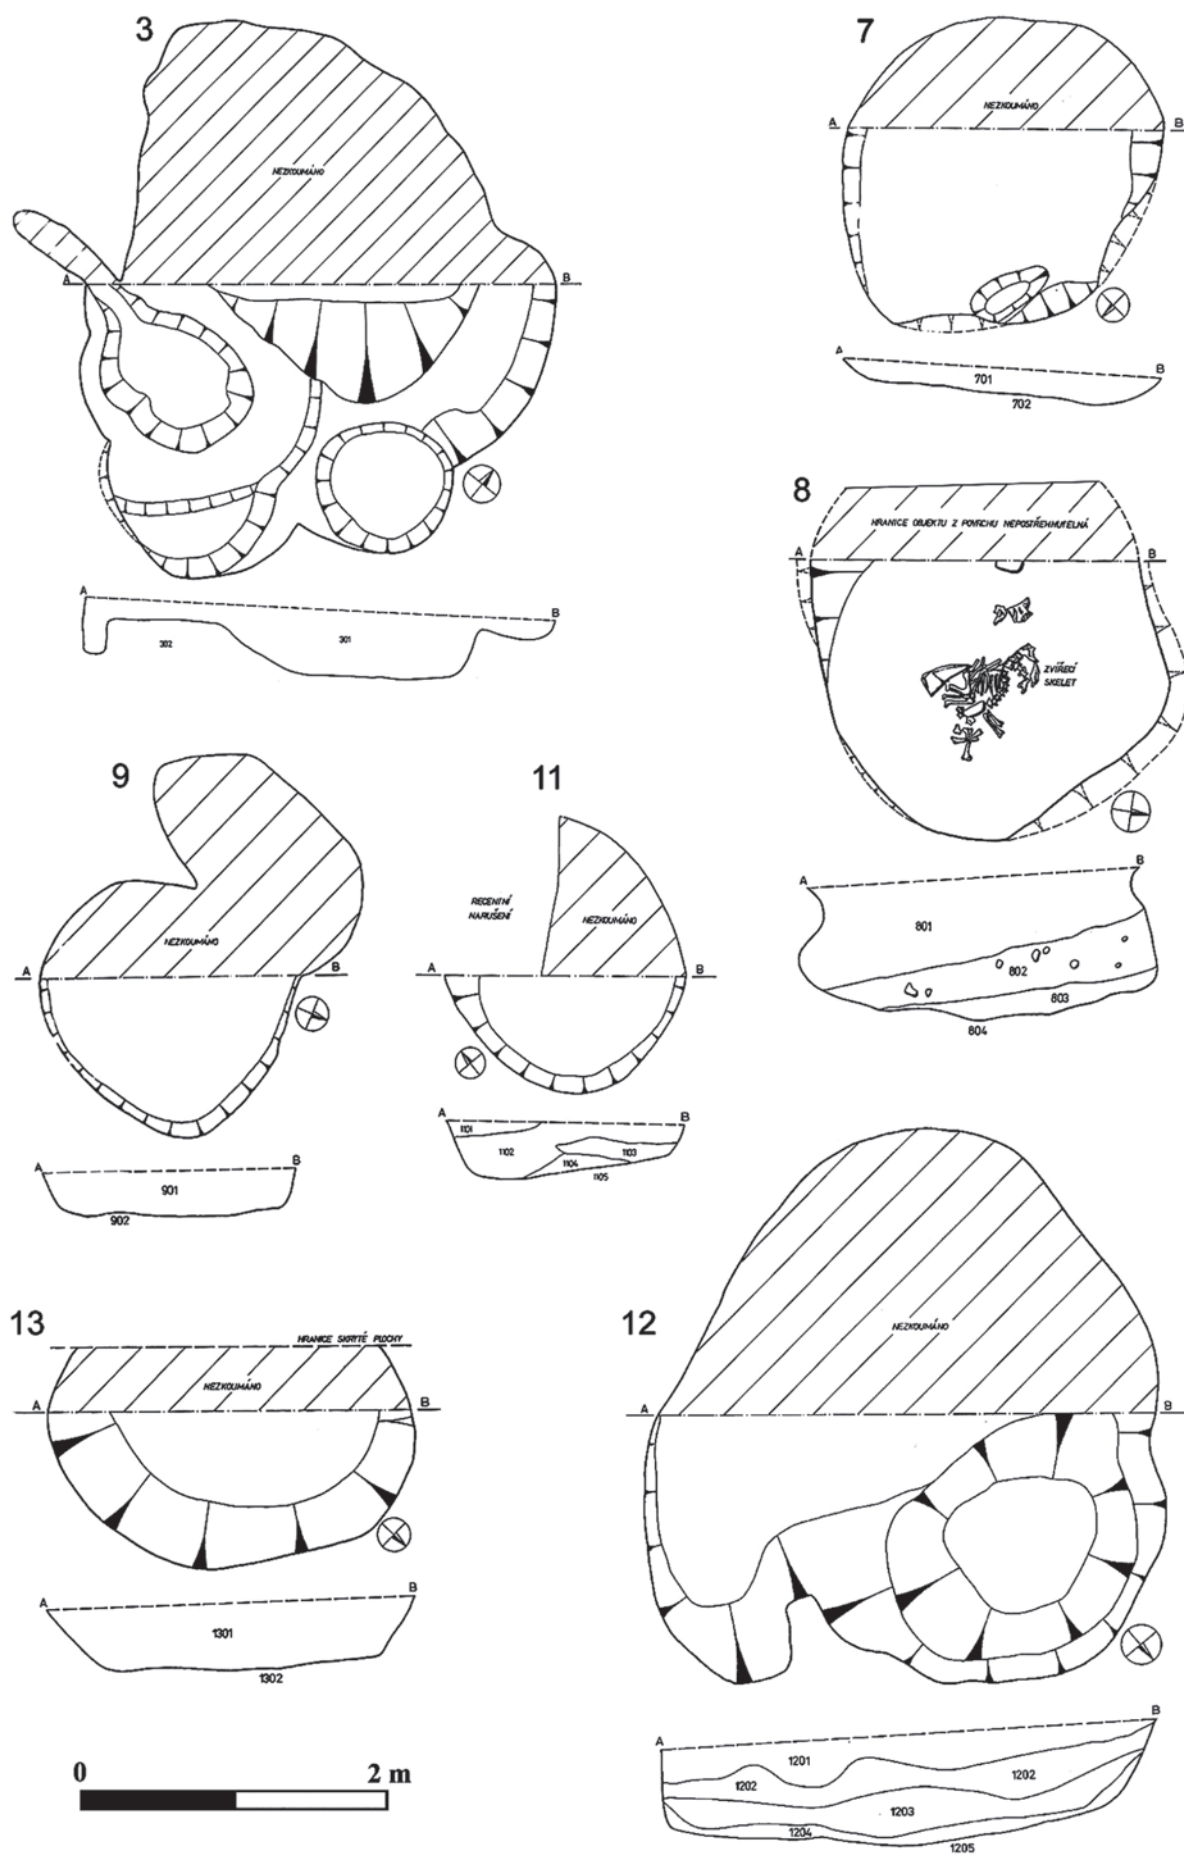 3
NEZKOUMÁNO
A
B
A
B
302
301
7
NEZKOUMÁNO
A
B
A
B
701
702
8
HRANICE OBJEKTU Z POVRCHU NEPOSTŘEHNUTELNÁ
A
B
ZVÍŘECÍ
SKELET
A
B
801
802
803
804
9
NEZKOUMÁNO
A
B
A
B
901
902
11
RECENTNÍ
NARUŠENÍ
NEZKOUMÁNO
A
B
A
B
1101
1102
1103
1104
1105
13
HRANICE SKRYTÉ PLOCHY
NEZKOUMÁNO
A
B
A
B
1301
1302
12
NEZKOUMÁNO
A
B
A
B
1201
1202
1202
1203
1204
1205
0
2 m